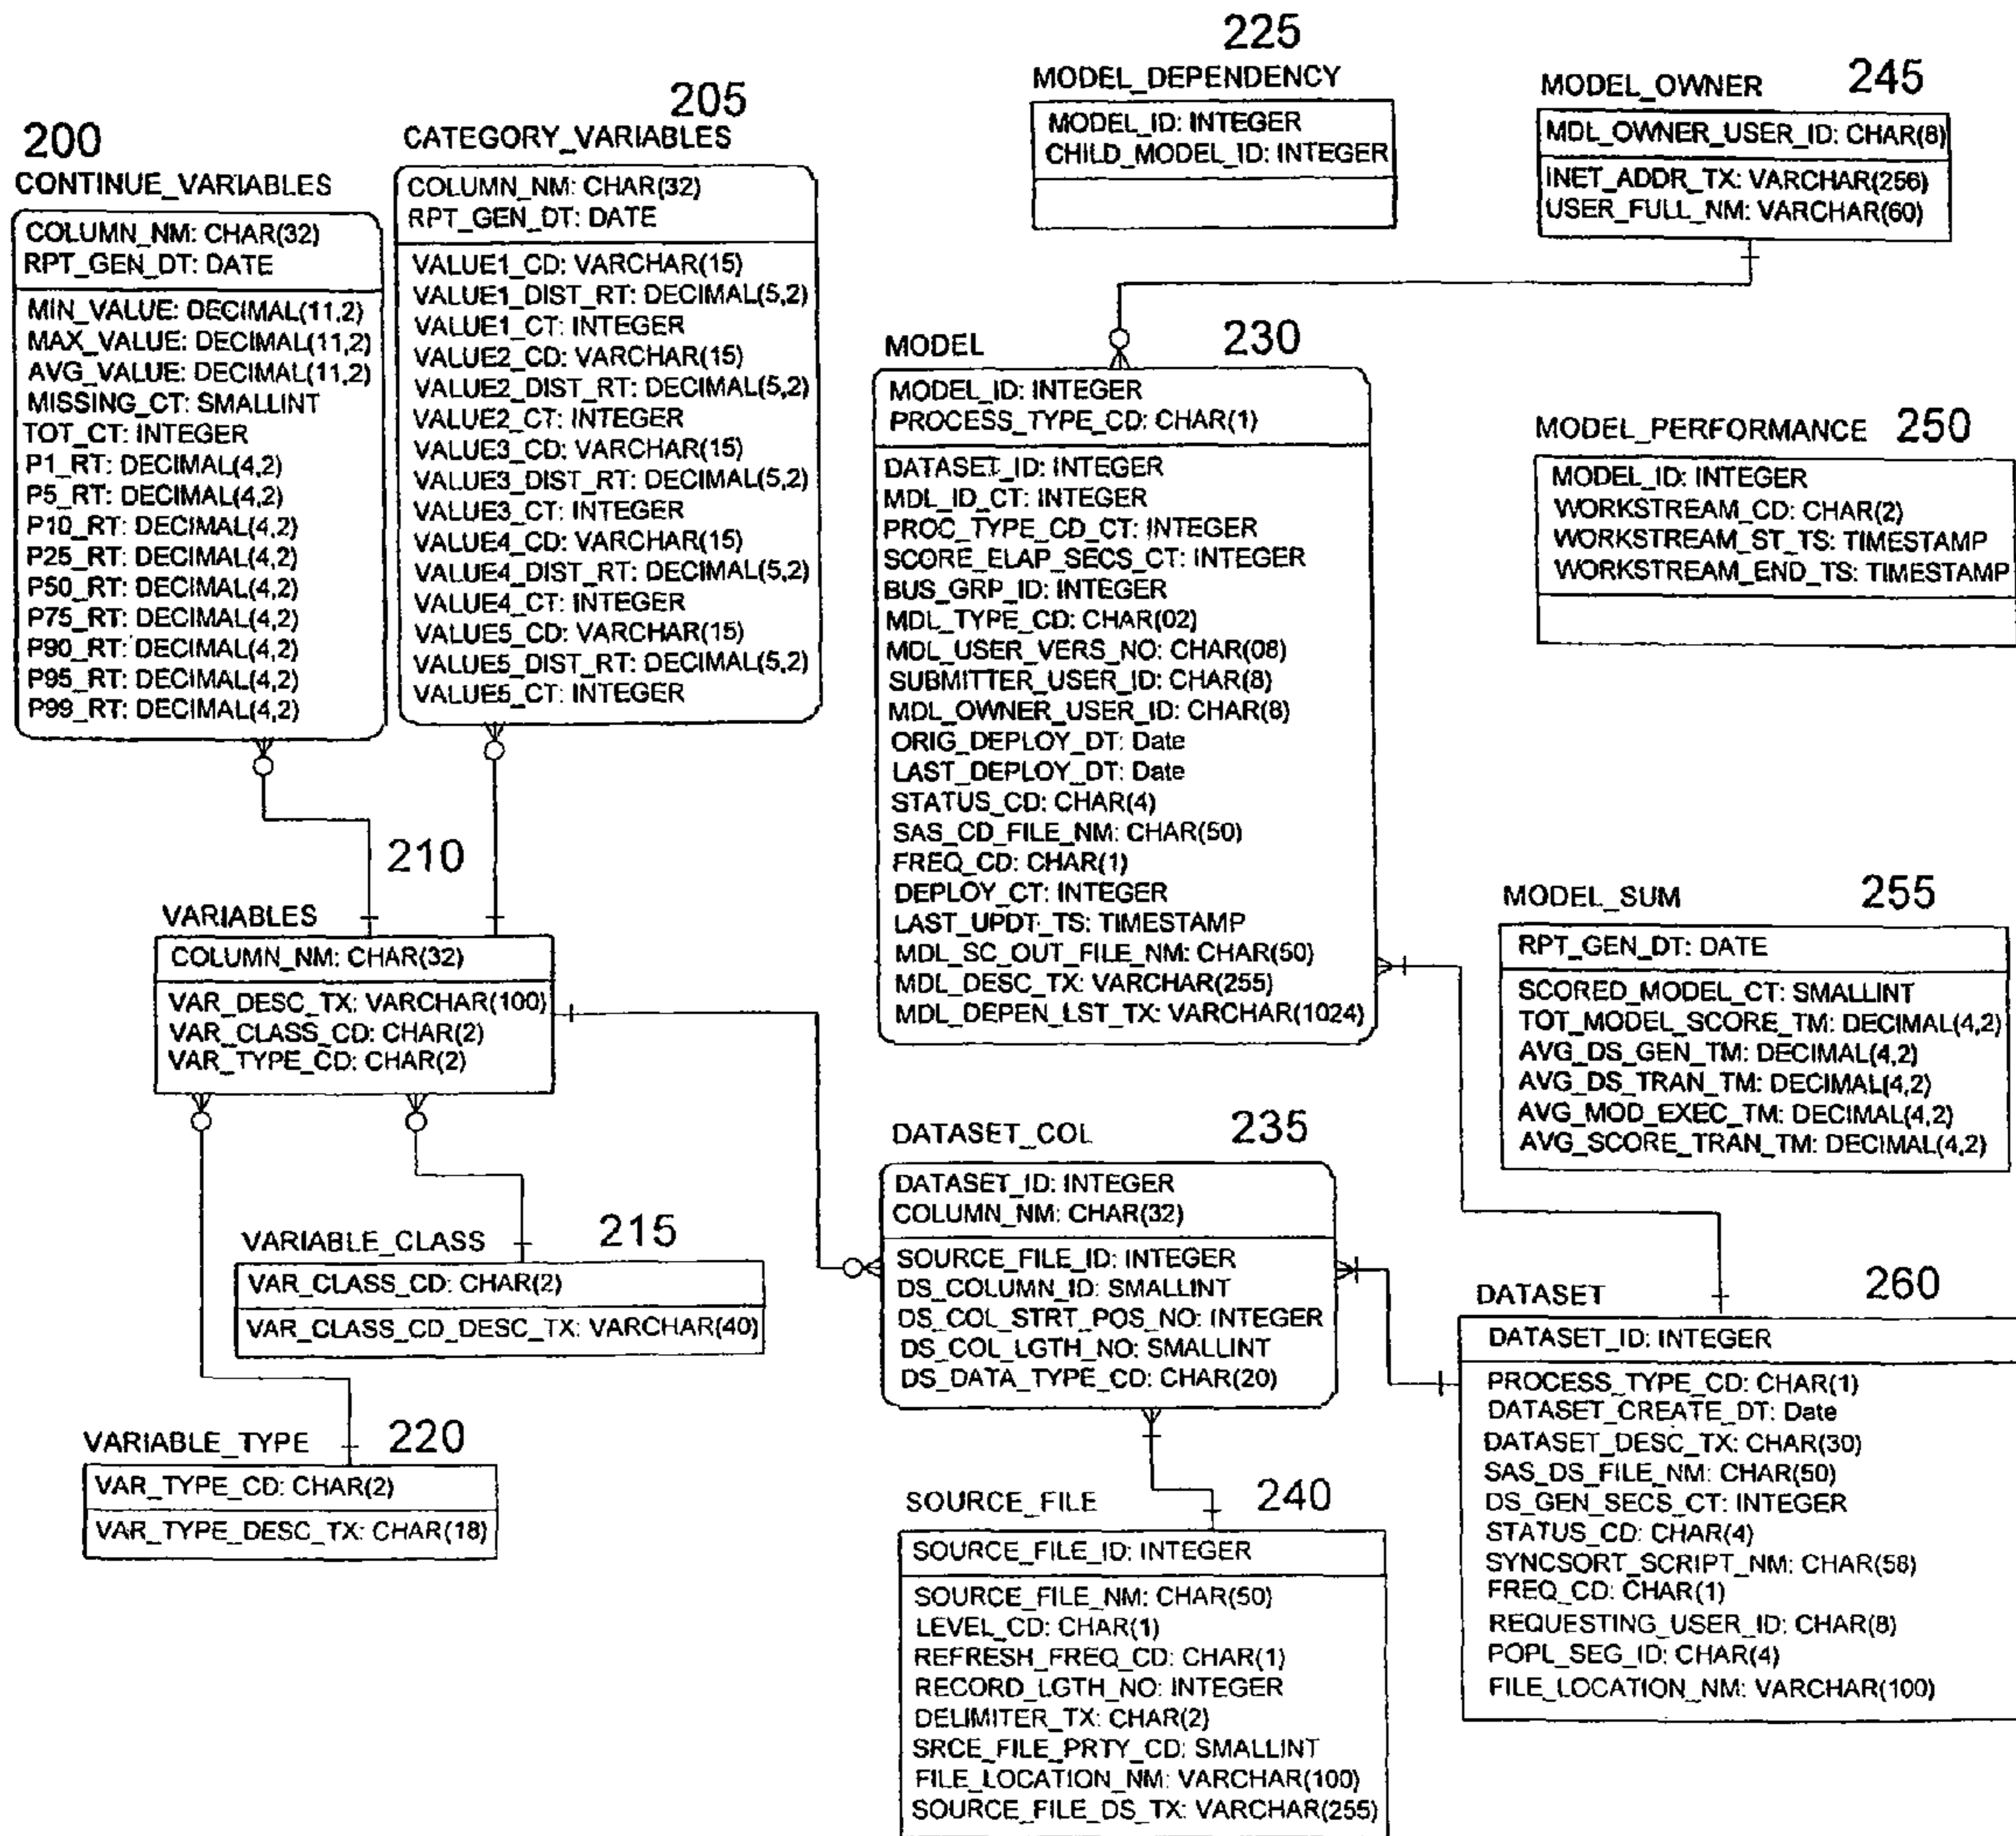 200
CONTINUE_VARIABLES
COLUMN_NM: CHAR(32)
RPT_GEN_DT: DATE
MIN_VALUE: DECIMAL(11,2)
MAX_VALUE: DECIMAL(11,2)
AVG_VALUE: DECIMAL(11,2)
MISSING_CT: SMALLINT
TOT_CT: INTEGER
P1_RT: DECIMAL(4,2)
P5_RT: DECIMAL(4,2)
P10_RT: DECIMAL(4,2)
P25_RT: DECIMAL(4,2)
P50_RT: DECIMAL(4,2)
P75_RT: DECIMAL(4,2)
P90_RT: DECIMAL(4,2)
P95_RT: DECIMAL(4,2)
P99_RT: DECIMAL(4,2)
205
CATEGORY_VARIABLES
COLUMN_NM: CHAR(32)
RPT_GEN_DT: DATE
VALUE1_CD: VARCHAR(15)
VALUE1_DIST_RT: DECIMAL(5,2)
VALUE1_CT: INTEGER
VALUE2_CD: VARCHAR(15)
VALUE2_DIST_RT: DECIMAL(5,2)
VALUE2_CT: INTEGER
VALUE3_CD: VARCHAR(15)
VALUE3_DIST_RT: DECIMAL(5,2)
VALUE3_CT: INTEGER
VALUE4_CD: VARCHAR(15)
VALUE4_DIST_RT: DECIMAL(5,2)
VALUE4_CT: INTEGER
VALUE5_CD: VARCHAR(15)
VALUE5_DIST_RT: DECIMAL(5,2)
VALUE5_CT: INTEGER
210
VARIABLES
COLUMN_NM: CHAR(32)
VAR_DESC_TX: VARCHAR(100)
VAR_CLASS_CD: CHAR(2)
VAR_TYPE_CD: CHAR(2)
215
VARIABLE_CLASS
VAR_CLASS_CD: CHAR(2)
VAR_CLASS_CD_DESC_TX: VARCHAR(40)
220
VARIABLE_TYPE
VAR_TYPE_CD: CHAR(2)
VAR_TYPE_DESC_TX: CHAR(18)
225
MODEL_DEPENDENCY
MODEL_ID: INTEGER
CHILD_MODEL_ID: INTEGER
MODEL 230
MODEL_ID: INTEGER
PROCESS_TYPE_CD: CHAR(1)
DATASET_ID: INTEGER
MDL_ID_CT: INTEGER
PROC_TYPE_CD_CT: INTEGER
SCORE_ELAP_SECS_CT: INTEGER
BUS_GRP_ID: INTEGER
MDL_TYPE_CD: CHAR(02)
MDL_USER_VERS_NO: CHAR(08)
SUBMITTER_USER_ID: CHAR(8)
MDL_OWNER_USER_ID: CHAR(8)
ORIG_DEPLOY_DT: Date
LAST_DEPLOY_DT: Date
STATUS_CD: CHAR(4)
SAS_CD_FILE_NM: CHAR(50)
FREQ_CD: CHAR(1)
DEPLOY_CT: INTEGER
LAST_UPDT_TS: TIMESTAMP
MDL_SC_OUT_FILE_NM: CHAR(50)
MDL_DESC_TX: VARCHAR(255)
MDL_DEPEN_LST_TX: VARCHAR(1024)
DATASET_COL 235
DATASET_ID: INTEGER
COLUMN_NM: CHAR(32)
SOURCE_FILE_ID: INTEGER
DS_COLUMN_ID: SMALLINT
DS_COL_STRT_POS_NO: INTEGER
DS_COL_LGTH_NO: SMALLINT
DS_DATA_TYPE_CD: CHAR(20)
SOURCE_FILE 240
SOURCE_FILE_ID: INTEGER
SOURCE_FILE_NM: CHAR(50)
LEVEL_CD: CHAR(1)
REFRESH_FREQ_CD: CHAR(1)
RECORD_LGTH_NO: INTEGER
DELIMITER_TX: CHAR(2)
SRCE_FILE_PRTY_CD: SMALLINT
FILE_LOCATION_NM: VARCHAR(100)
SOURCE_FILE_DS_TX: VARCHAR(255)
MODEL_OWNER 245
MDL_OWNER_USER_ID: CHAR(8)
INET_ADDR_TX: VARCHAR(256)
USER_FULL_NM: VARCHAR(60)
MODEL_PERFORMANCE 250
MODEL_ID: INTEGER
WORKSTREAM_CD: CHAR(2)
WORKSTREAM_ST_TS: TIMESTAMP
WORKSTREAM_END_TS: TIMESTAMP
MODEL_SUM 255
RPT_GEN_DT: DATE
SCORED_MODEL_CT: SMALLINT
TOT_MODEL_SCORE_TM: DECIMAL(4,2)
AVG_DS_GEN_TM: DECIMAL(4,2)
AVG_DS_TRAN_TM: DECIMAL(4,2)
AVG_MOD_EXEC_TM: DECIMAL(4,2)
AVG_SCORE_TRAN_TM: DECIMAL(4,2)
DATASET 260
DATASET_ID: INTEGER
PROCESS_TYPE_CD: CHAR(1)
DATASET_CREATE_DT: Date
DATASET_DESC_TX: CHAR(30)
SAS_DS_FILE_NM: CHAR(50)
DS_GEN_SECS_CT: INTEGER
STATUS_CD: CHAR(4)
SYNCSORT_SCRIPT_NM: CHAR(58)
FREQ_CD: CHAR(1)
REQUESTING_USER_ID: CHAR(8)
POPL_SEG_ID: CHAR(4)
FILE_LOCATION_NM: VARCHAR(100)